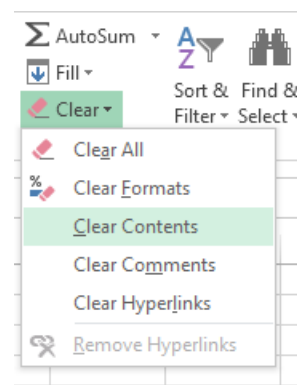 AutoSum
Fill
Clear
Sort &
Filter
Find &
Select
Clear All
Clear Formats
Clear Contents
Clear Comments
Clear Hyperlinks
Remove Hyperlinks